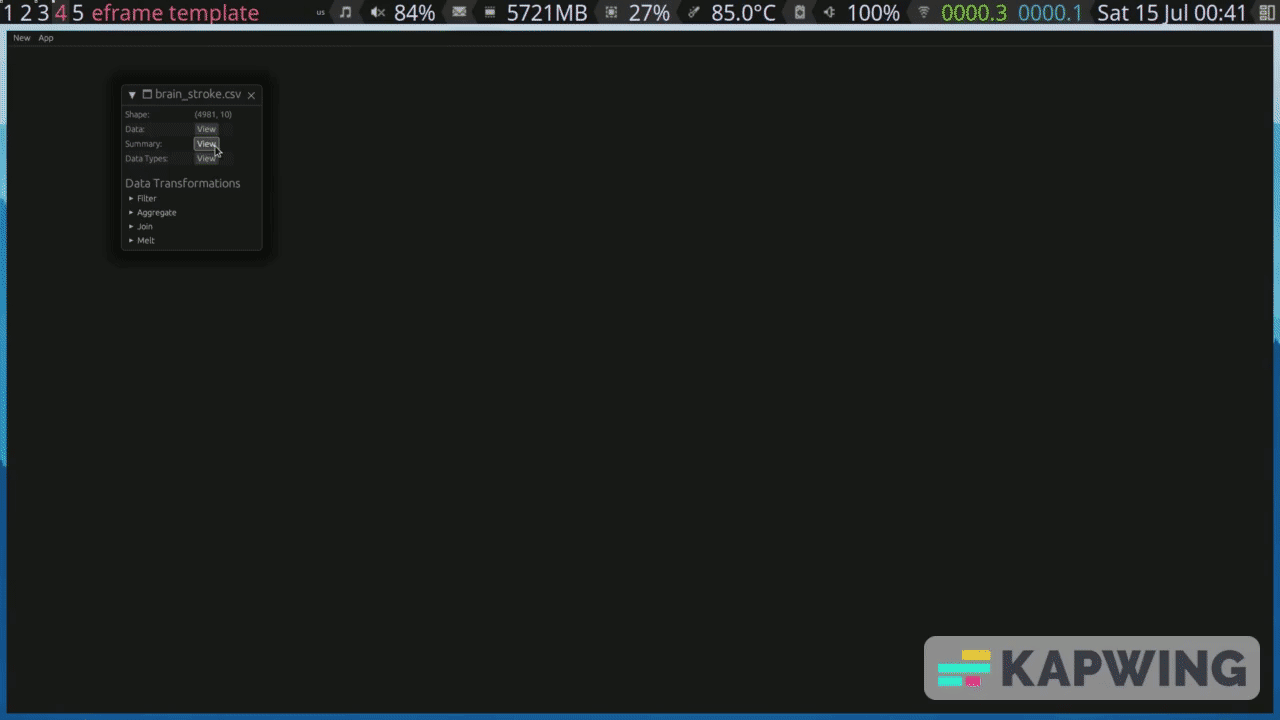 1 2 3 4 5 eframe template us 84% 5721MB 27% 85.0°C 100% 0000.3 0000.1 Sat 15 Jul 00:41
New App
brain_stroke.csv
Shape: (4981, 10)
Data: View
Summary: View
Data Types: View
Data Transformations
Filter
Aggregate
Join
Melt
KAPWING